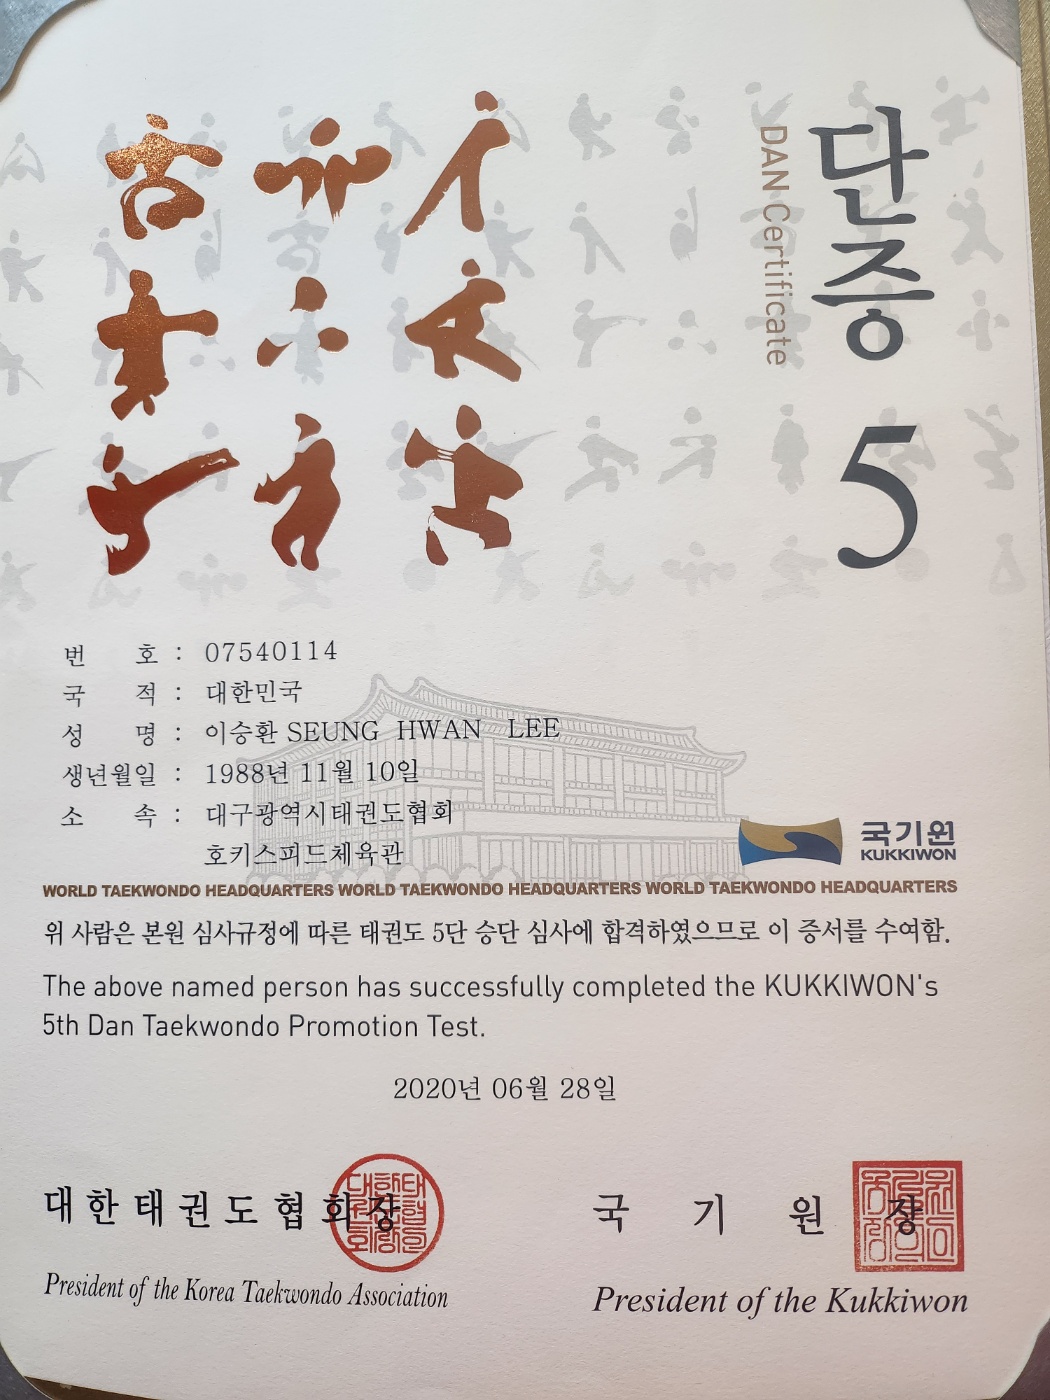 단증
DAN Certificate
5
번 호 : 07540114
국 적 : 대한민국
성 명 : 이승환 SEUNG HWAN LEE
생년월일 : 1988년 11월 10일
소 속 : 대구광역시태권도협회
호키스피드체육관
국기원
KUKKIWON
WORLD TAEKWONDO HEADQUARTERS WORLD TAEKWONDO HEADQUARTERS WORLD TAEKWONDO HEADQUARTERS
위 사람은 본원 심사규정에 따른 태권도 5단 승단 심사에 합격하였으므로 이 증서를 수여함.
The above named person has successfully completed the KUKKIWON's
5th Dan Taekwondo Promotion Test.
2020년 06월 28일
대한태권도협회장
President of the Korea Taekwondo Association
국 기 원 장
President of the Kukkiwon